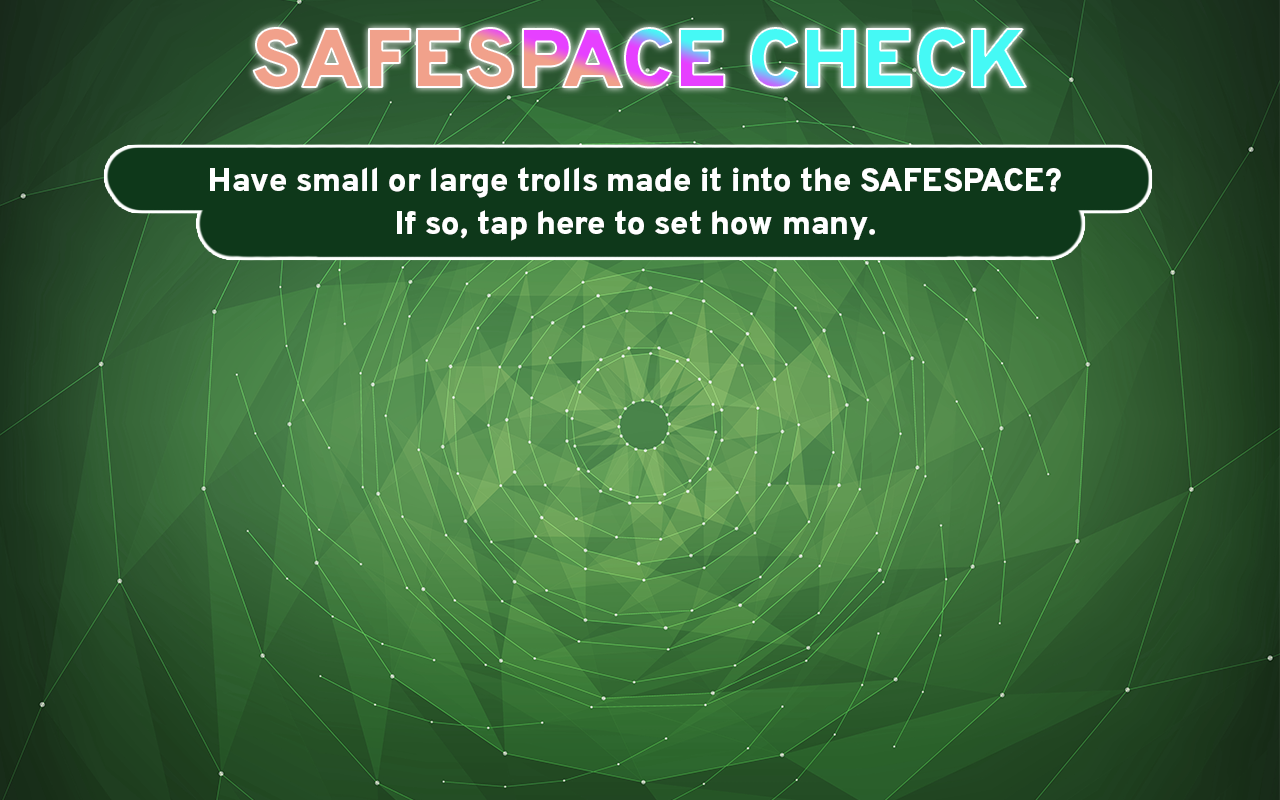 SAFESPACE CHECK
Have small or large trolls made it into the SAFESPACE?
If so, tap here to set how many.